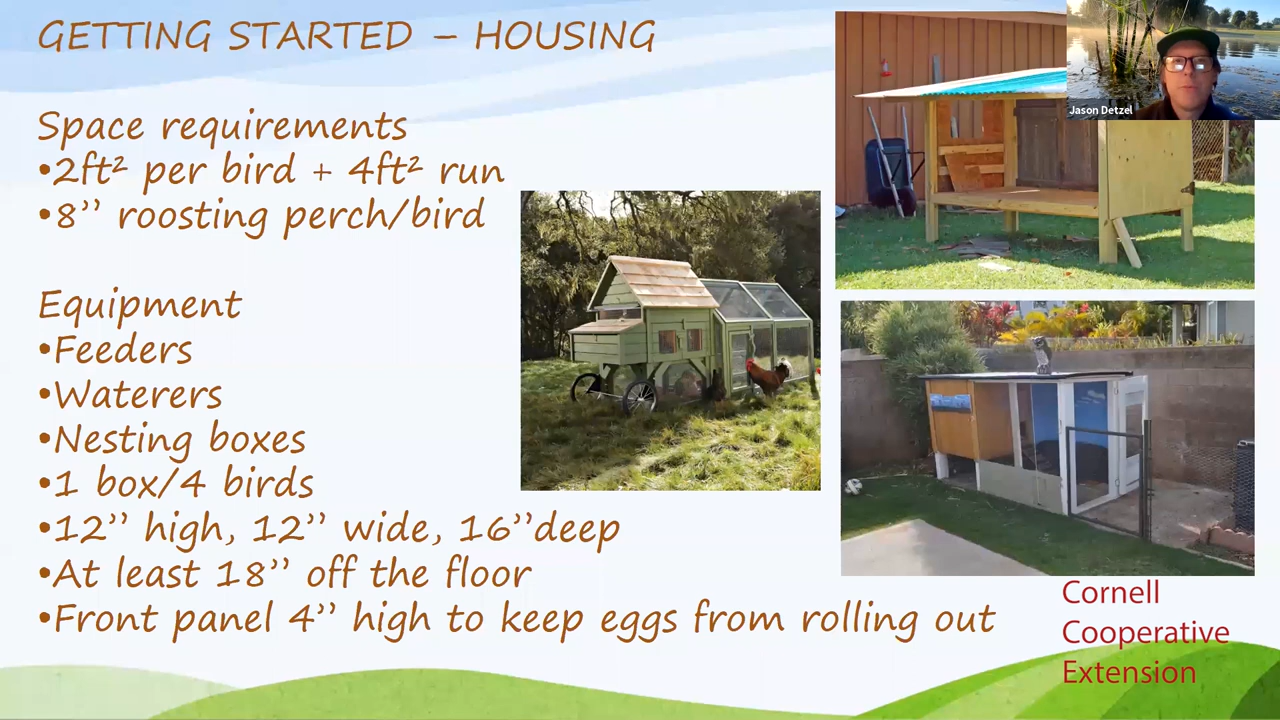 GETTING STARTED – HOUSING
Space requirements
•2ft² per bird + 4ft² run
•8’’ roosting perch/bird
Equipment
•Feeders
•Waterers
•Nesting boxes
•1 box/4 birds
•12’’ high, 12’’ wide, 16’’deep
•At least 18’’ off the floor
•Front panel 4’’ high to keep eggs from rolling out
Jason Detzel
Cornell
Cooperative
Extension